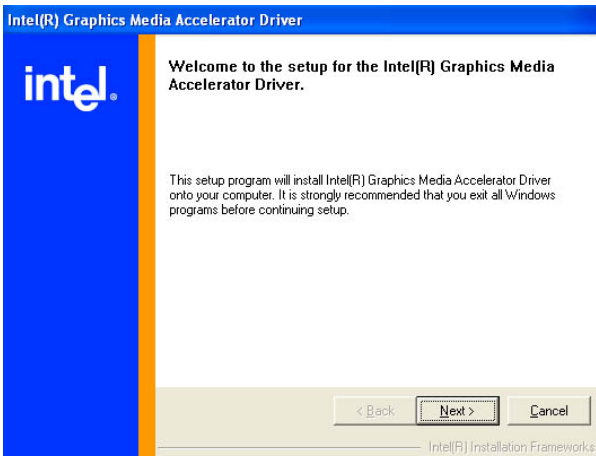 Intel(R) Graphics Media Accelerator Driver
intel®
Welcome to the setup for the Intel(R) Graphics Media
Accelerator Driver.
This setup program will install Intel(R) Graphics Media Accelerator Driver
onto your computer. It is strongly recommended that you exit all Windows
programs before continuing setup.
< Back
Next >
Cancel
Intel(R) Installation Frameworks